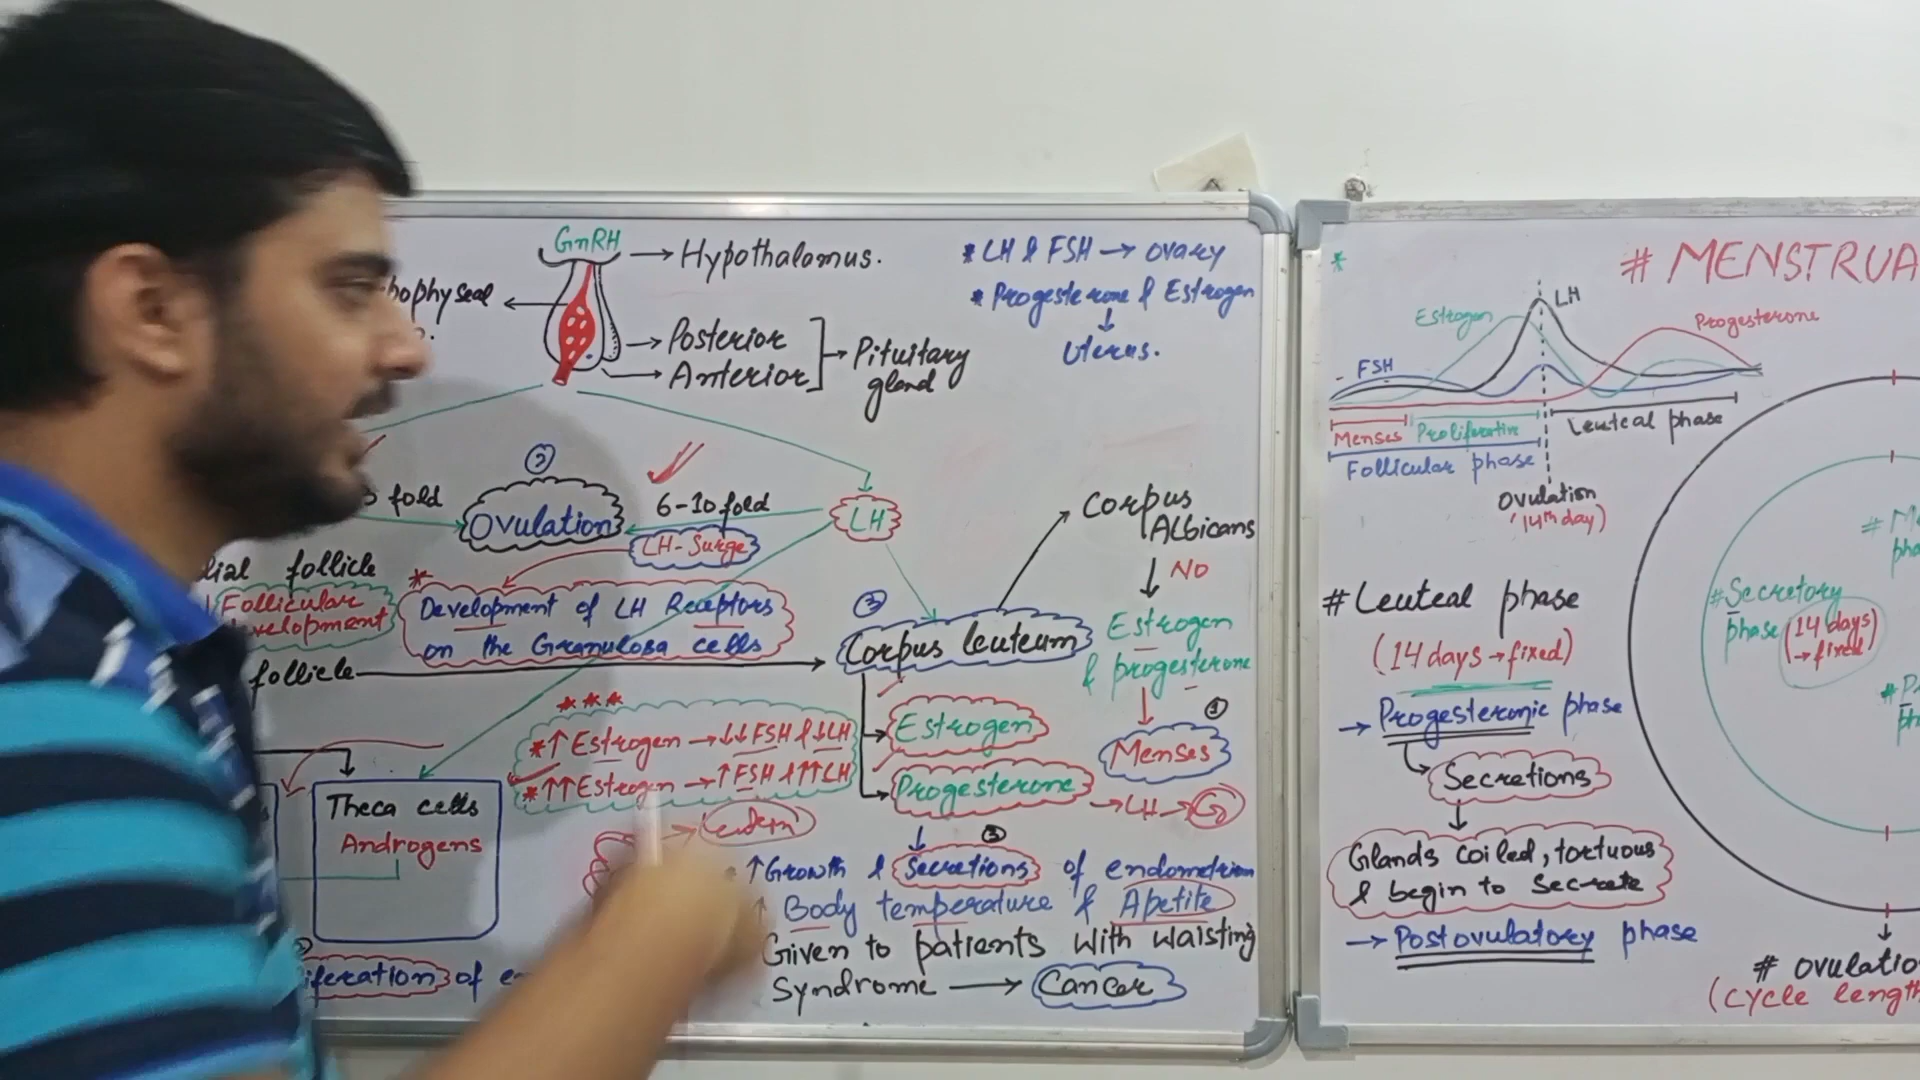 GnRH → Hypothalamus.
→ Posterior
→ Anterior
→ Pituitary
gland
* LH & FSH → ovary
* Progesterone & Estrogen
↓
Uterus.
fold
②
Ovulation
6-10 fold
LH-Surge
LH
Corpus
Albicans
↓ NO
Estrogen
& progesterone
↓ ①
Menses
follicle
Follicular
*
Development of LH Receptors
on the Granulosa cells
follicle
③
Corpus leuteum
Estrogen
Progesterone → LH →
***
*↑ Estrogen → ↓↓ FSH & ↓LH
*↑↑ Estrogen → ↑ FSH & ↑↑ LH
Theca cells
Androgens
↓ ③
↑ Growth & Secretions of endometrium
↑ Body temperature & Apetite
Given to patients with waisting
Syndrome → Cancer
of
*
# MENSTRUA
Estrogen
LH
Progesterone
FSH
Menses Proliferative
Leuteal phase
Follicular phase
Ovulation
(14th day)
# Leuteal phase
(14 days → fixed)
→ Progesteronic phase
Secretions
↓
Glands coiled, tortuous
& begin to secrete
→ Postovulatory phase
# Secretory
phase (14 days
→ fixed)
# ovulatio
(cycle length